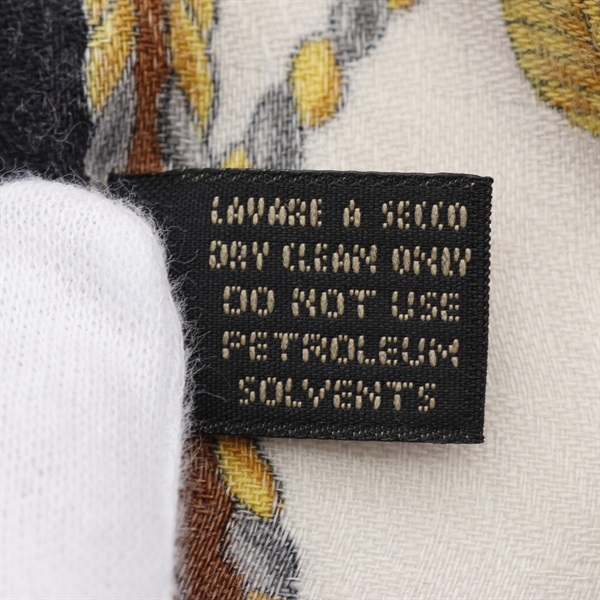 LAVARE A SECCO
DRY CLEAN ONLY
DO NOT USE
PETROLEUM
SOLVENTS